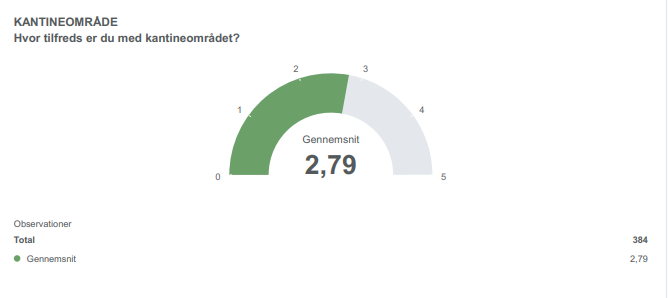 KANTINEOMRÅDE
Hvor tilfreds er du med kantineområdet?
2
3
1
4
Gennemsnit
2,79
0
5
Observationer
Total 384
Gennemsnit 2,79